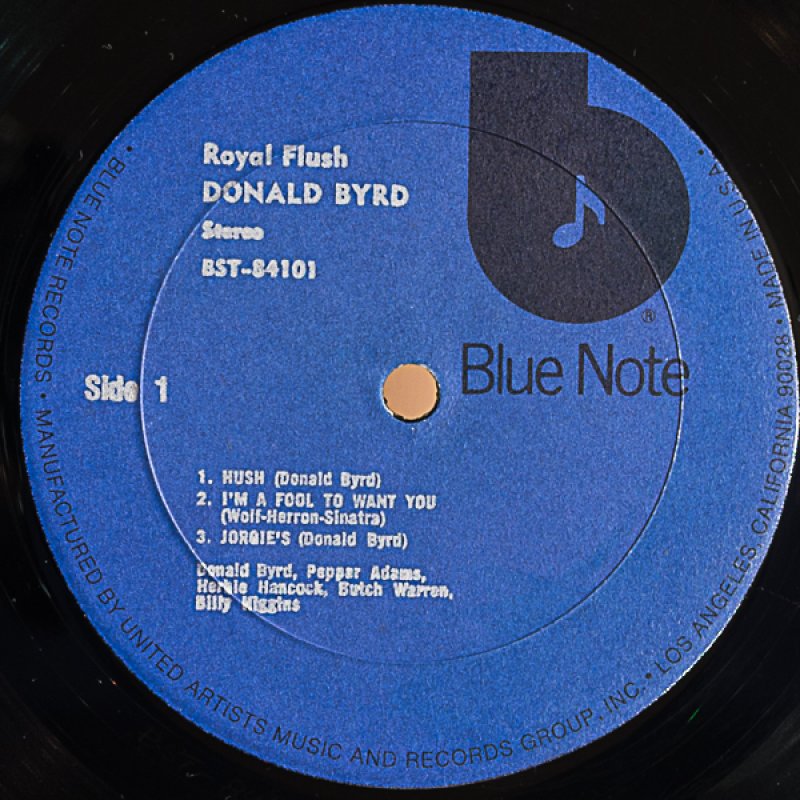 Royal Flush
DONALD BYRD
Stereo
BST-84101
Side 1
®
Blue Note
1. HUSH (Donald Byrd)
2. I'M A FOOL TO WANT YOU
(Wolf-Herron-Sinatra)
3. JORGIE'S (Donald Byrd)
Donald Byrd, Pepper Adams,
Herbie Hancock, Butch Warren,
Billy Higgins
• BLUE NOTE RECORDS • MANUFACTURED BY UNITED ARTISTS MUSIC AND RECORDS GROUP, INC. • LOS ANGELES, CALIFORNIA 90028 • MADE IN U.S.A. •